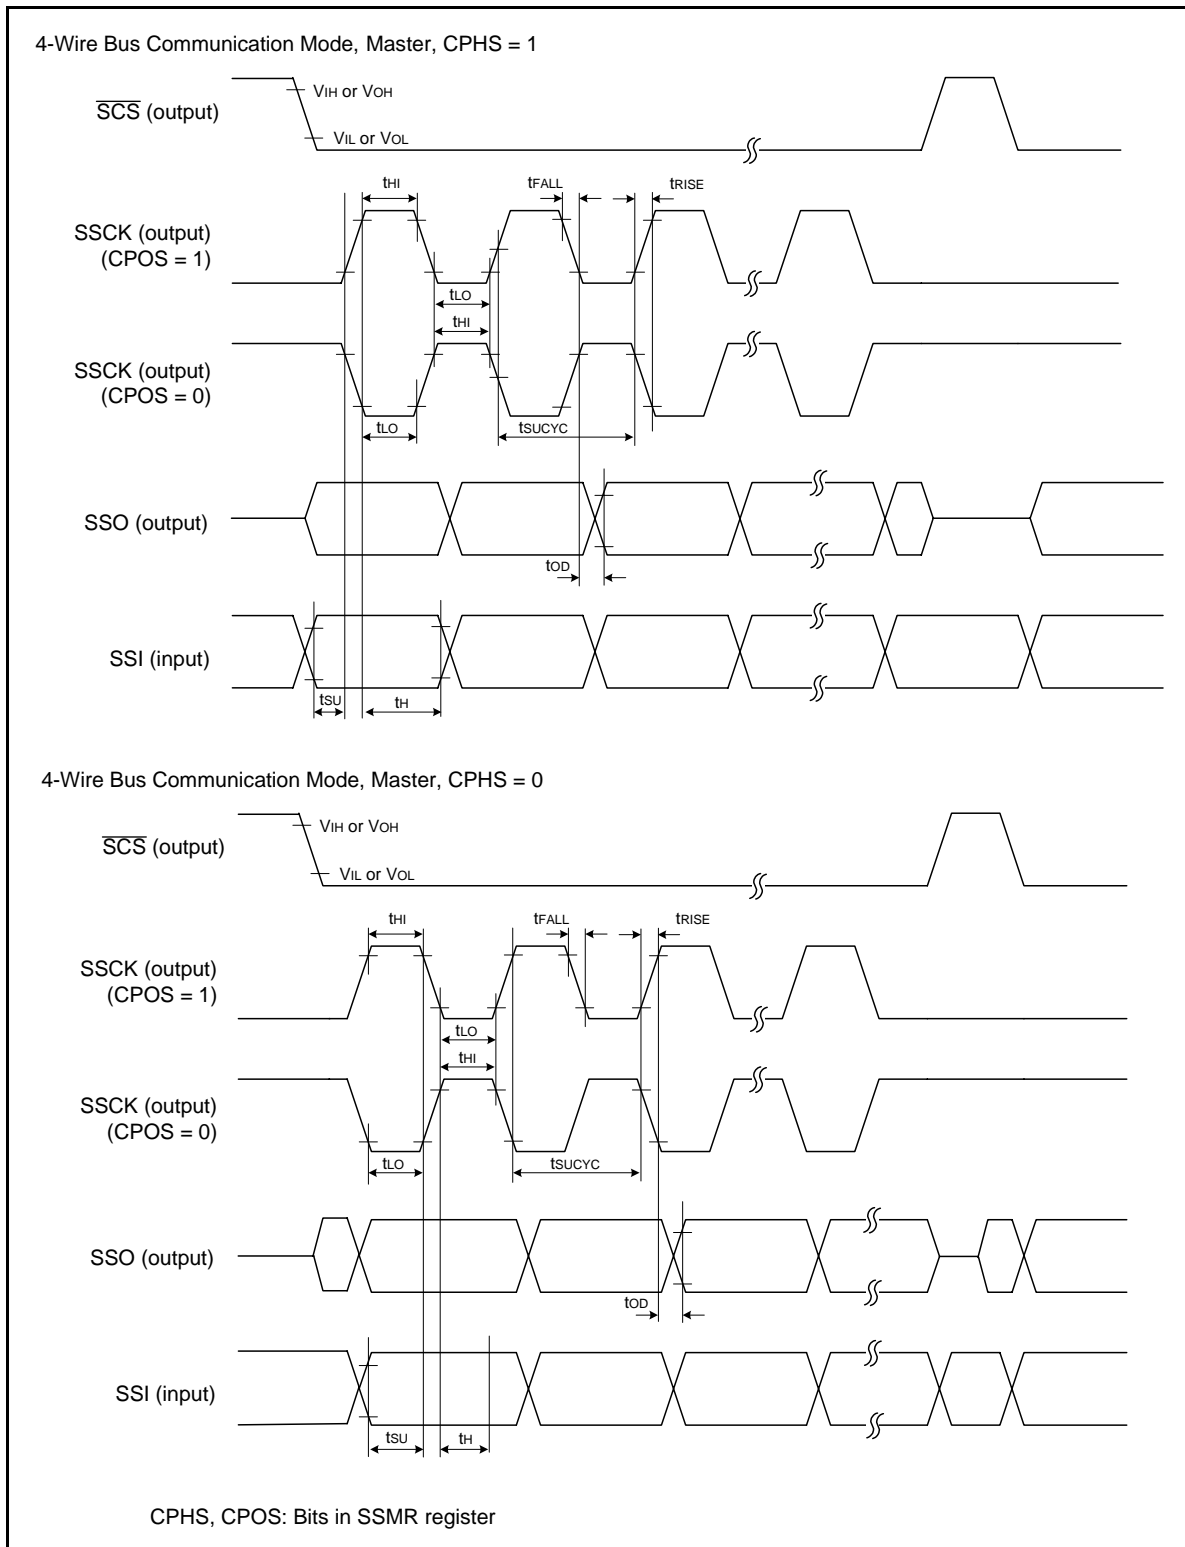 4-Wire Bus Communication Mode, Master, CPHS = 1
VIH or VOH
SCS (output)
VIL or VOL
tHI
tFALL
tRISE
SSCK (output)
(CPOS = 1)
tLO
tHI
SSCK (output)
(CPOS = 0)
tLO
tSUCYC
SSO (output)
tOD
SSI (input)
tSU
tH
4-Wire Bus Communication Mode, Master, CPHS = 0
VIH or VOH
SCS (output)
VIL or VOL
tHI
tFALL
tRISE
SSCK (output)
(CPOS = 1)
tLO
tHI
SSCK (output)
(CPOS = 0)
tLO
tSUCYC
SSO (output)
tOD
SSI (input)
tSU
tH
CPHS, CPOS: Bits in SSMR register